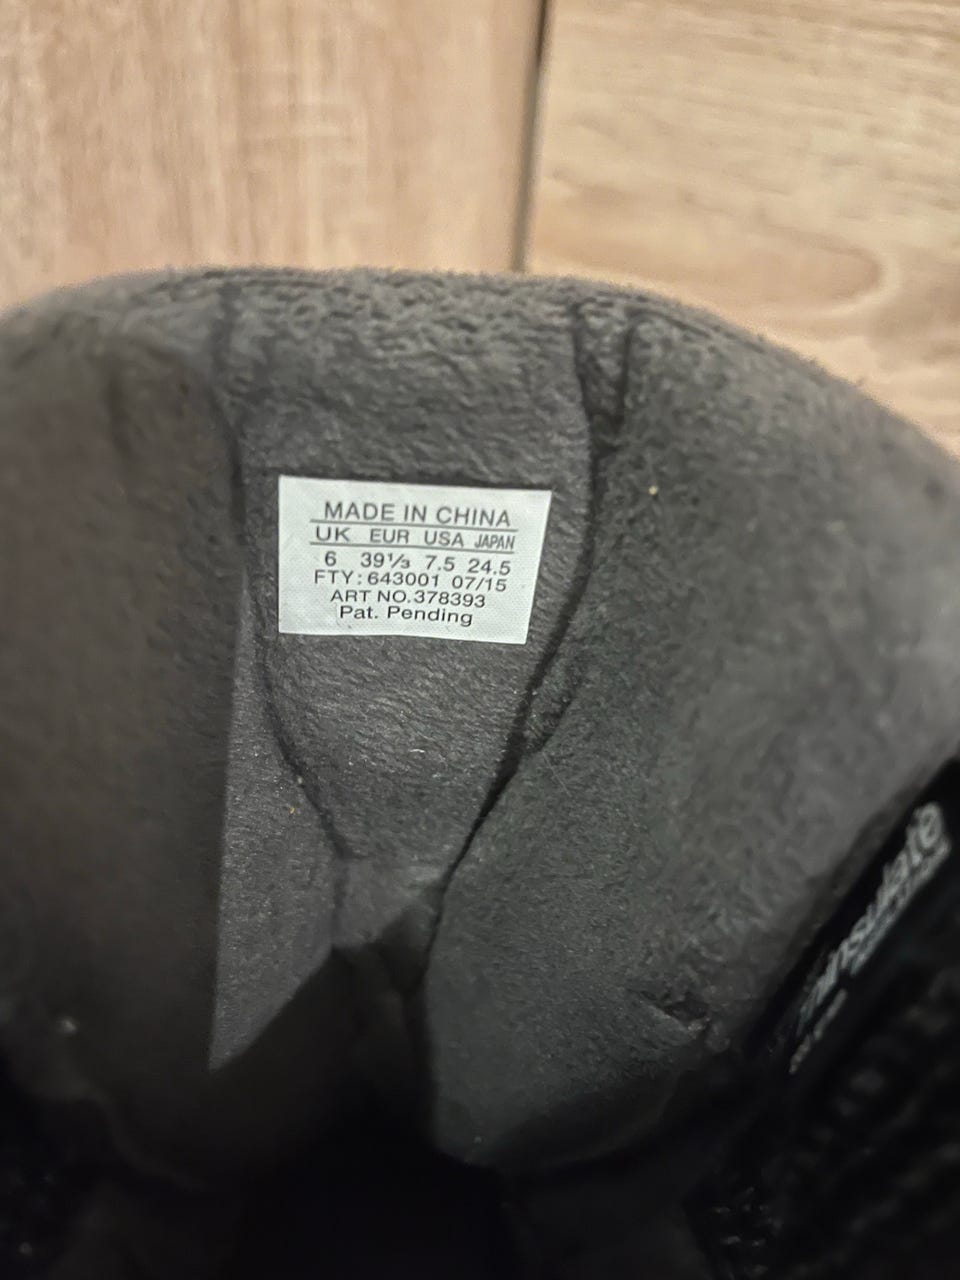 MADE IN CHINA
UK EUR USA JAPAN
6 39⅓ 7.5 24.5
FTY: 643001 07/15
ART NO. 378393
Pat. Pending
Thinsulate